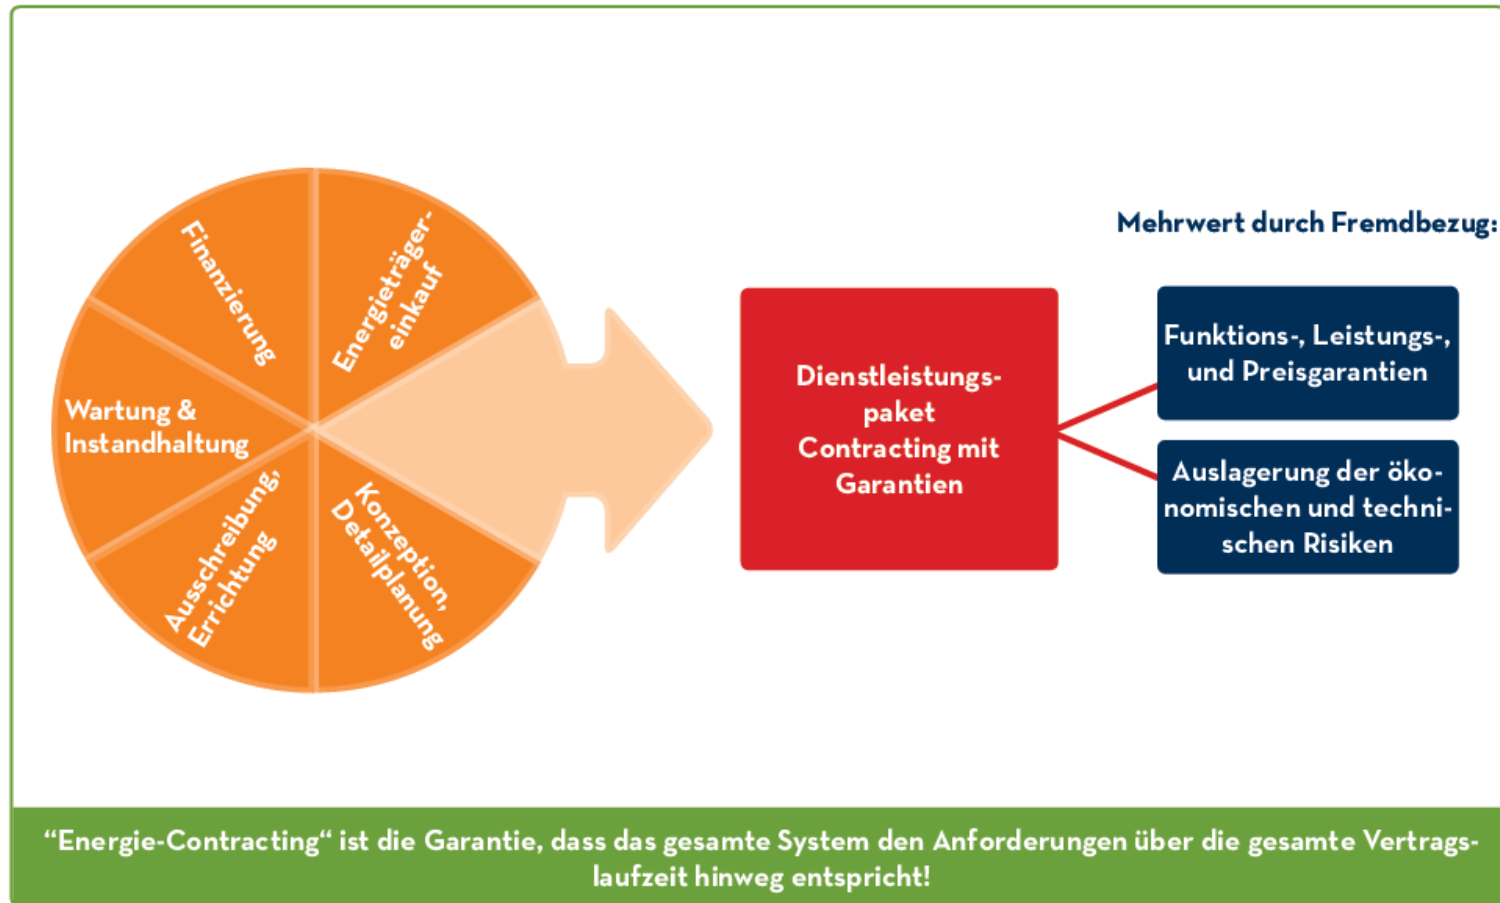 Finanzierung
Energieträger-
einkauf
Wartung &
Instandhaltung
Ausschreibung,
Errichtung
Konzeption,
Detailplanung
Dienstleistungs-
paket
Contracting mit
Garantien
Mehrwert durch Fremdbezug:
Funktions-, Leistungs-,
und Preisgarantien
Auslagerung der öko-
nomischen und techni-
schen Risiken
“Energie-Contracting“ ist die Garantie, dass das gesamte System den Anforderungen über die gesamte Vertrags-
laufzeit hinweg entspricht!